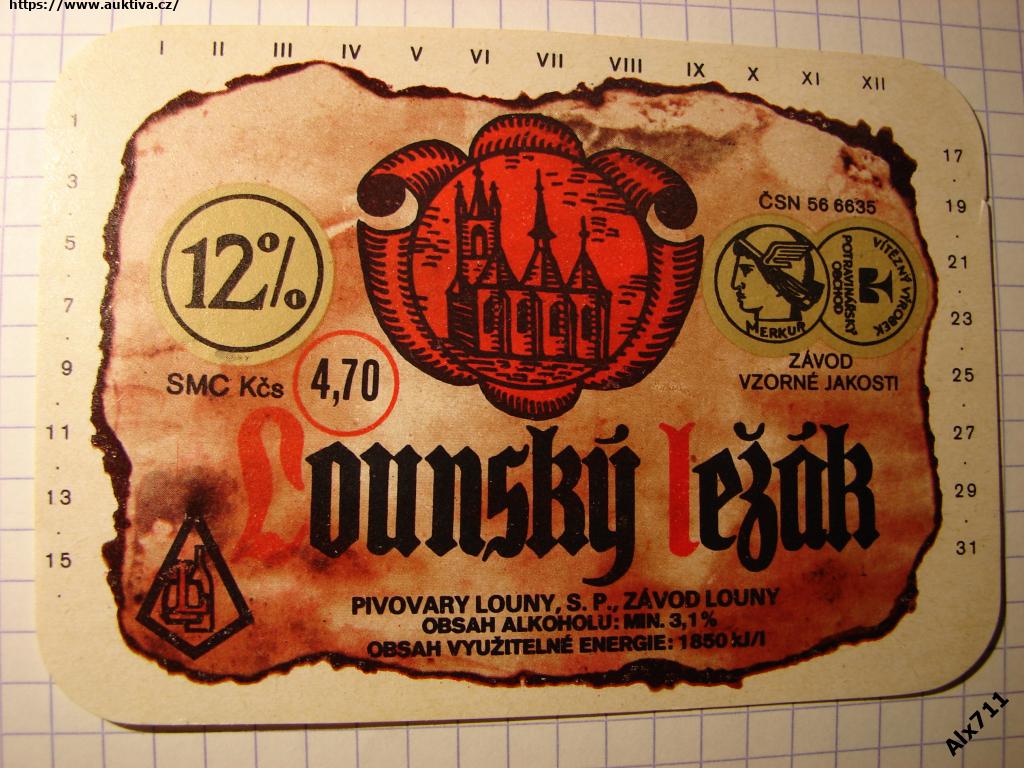 https://www.auktiva.cz/
I II III IV V VI VII VIII IX X XI XII
1
3
5
7
9
11
13
15
17
19
21
23
25
27
29
31
12%
SMC Kčs 4,70
ČSN 56 6635
MERKUR
POTRAVINÁŘSKÝ
OBCHOD
VÍTĚZNÝ VÝROBEK
ZÁVOD
VZORNÉ JAKOSTI
Lounský ležák
PIVOVARY LOUNY, S. P., ZÁVOD LOUNY
OBSAH ALKOHOLU: MIN. 3,1%
OBSAH VYUŽITELNÉ ENERGIE: 1850 kJ/l
Alx711